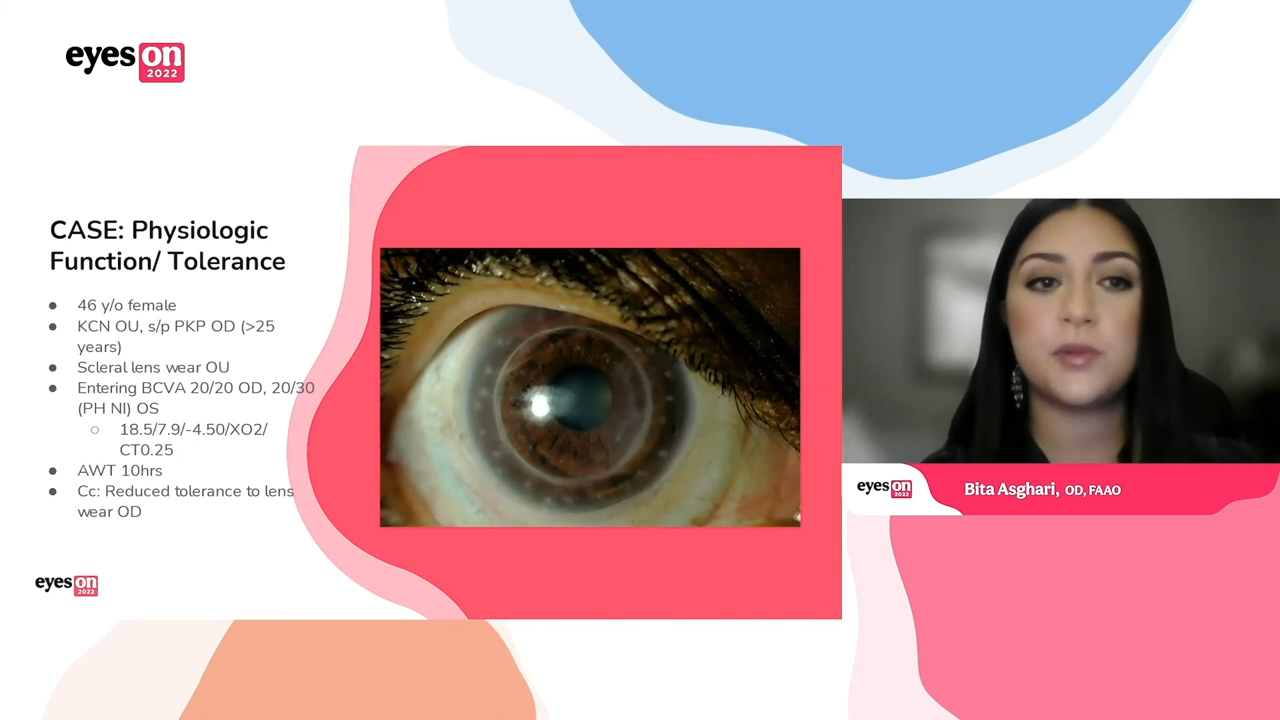 eyes on
2022
CASE: Physiologic
Function/ Tolerance
● 46 y/o female
● KCN OU, s/p PKP OD (>25
years)
● Scleral lens wear OU
● Entering BCVA 20/20 OD, 20/30
(PH NI) OS
○ 18.5/7.9/-4.50/XO2/
CT0.25
● AWT 10hrs
● Cc: Reduced tolerance to lens
wear OD
eyes on
2022
eyes on
2022
Bita Asghari, OD, FAAO